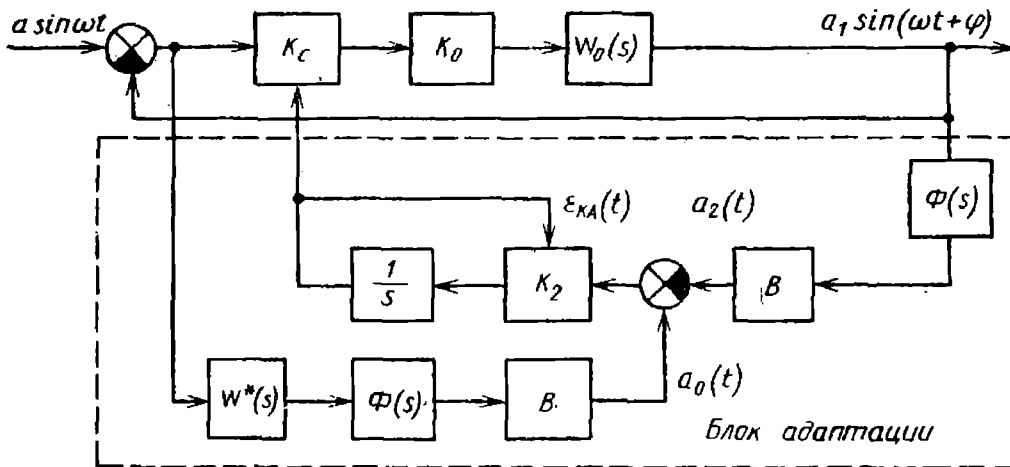 a sinωt
K_c
K_0
W_0(s)
a_1 sin(ωt+φ)
Φ(s)
ε_KA(t)
a_2(t)
1/s
K_2
B
W*(s)
Φ(s)
B
a_0(t)
Блок адаптации